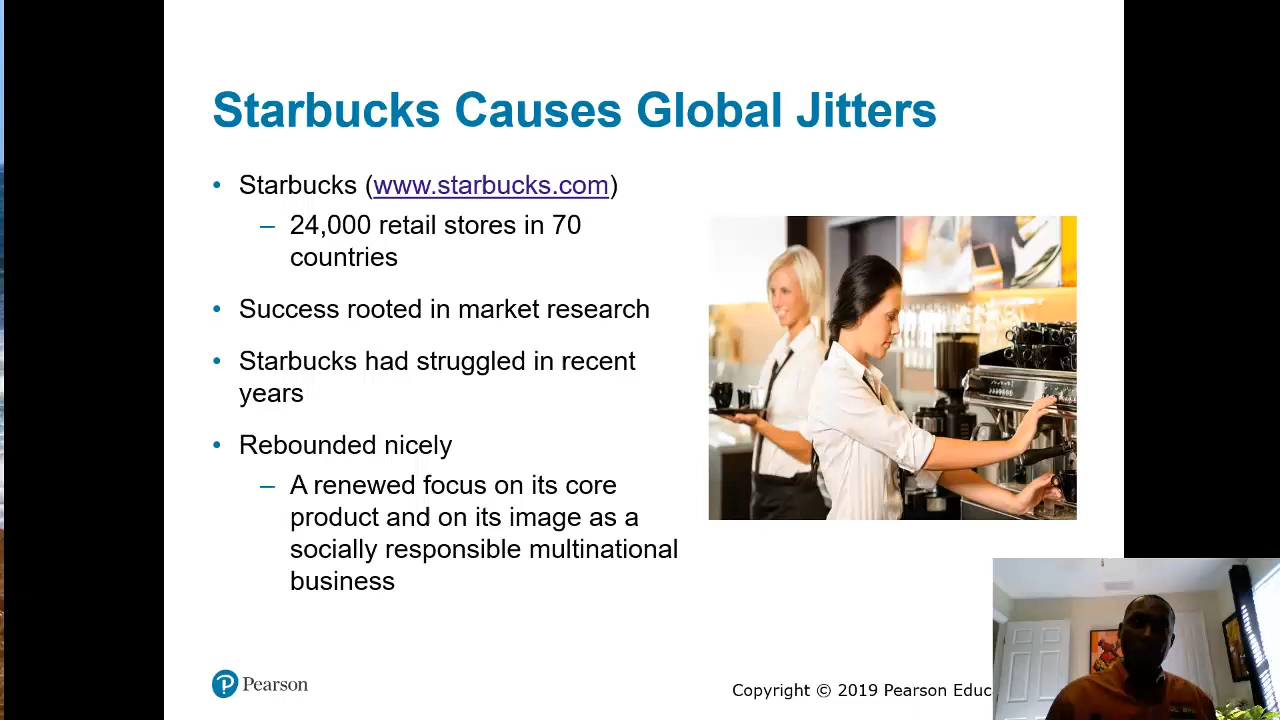 Starbucks Causes Global Jitters
• Starbucks (www.starbucks.com)
– 24,000 retail stores in 70
countries
• Success rooted in market research
• Starbucks had struggled in recent
years
• Rebounded nicely
– A renewed focus on its core
product and on its image as a
socially responsible multinational
business
Pearson
Copyright © 2019 Pearson Educ